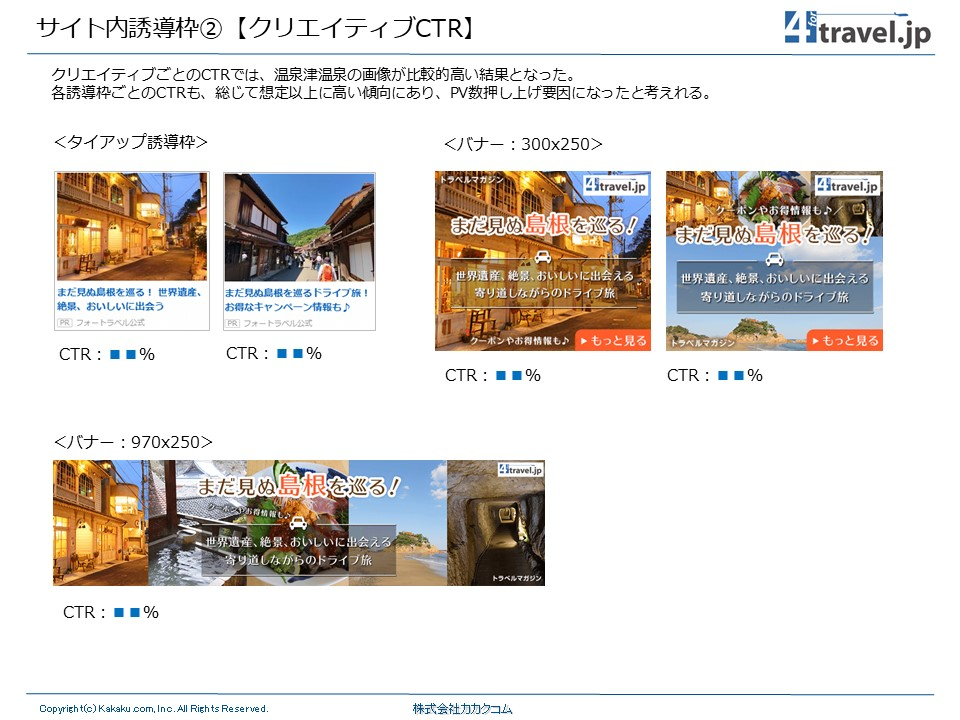 サイト内誘導枠②【クリエイティブCTR】
4travel.jp
クリエイティブごとのCTRでは、温泉津温泉の画像が比較的高い結果となった。
各誘導枠ごとのCTRも、総じて想定以上に高い傾向にあり、PV数押し上げ要因になったと考えれる。
＜タイアップ誘導枠＞
まだ見ぬ島根を巡る！ 世界遺産、
絶景、おいしいに出会う
PR フォートラベル公式
CTR：■■%
まだ見ぬ島根を巡るドライブ旅！
お得なキャンペーン情報も♪
PR フォートラベル公式
CTR：■■%
＜バナー：300x250＞
トラベルマガジン
4travel.jp
まだ見ぬ島根を巡る！
世界遺産、絶景、おいしいに出会える
寄り道しながらのドライブ旅
クーポンやお得情報も♪
▶もっと見る
CTR：■■%
4travel.jp
＼クーポンやお得情報も♪／
まだ見ぬ島根を巡る！
世界遺産、絶景、おいしいに出会える
寄り道しながらのドライブ旅
トラベルマガジン
▶もっと見る
CTR：■■%
＜バナー：970x250＞
4travel.jp
まだ見ぬ島根を巡る！
クーポンやお得情報も♪
世界遺産、絶景、おいしいに出会える
寄り道しながらのドライブ旅
トラベルマガジン
CTR：■■%
Copyright(c) Kakaku.com, Inc. All Rights Reserved.
株式会社カカクコム